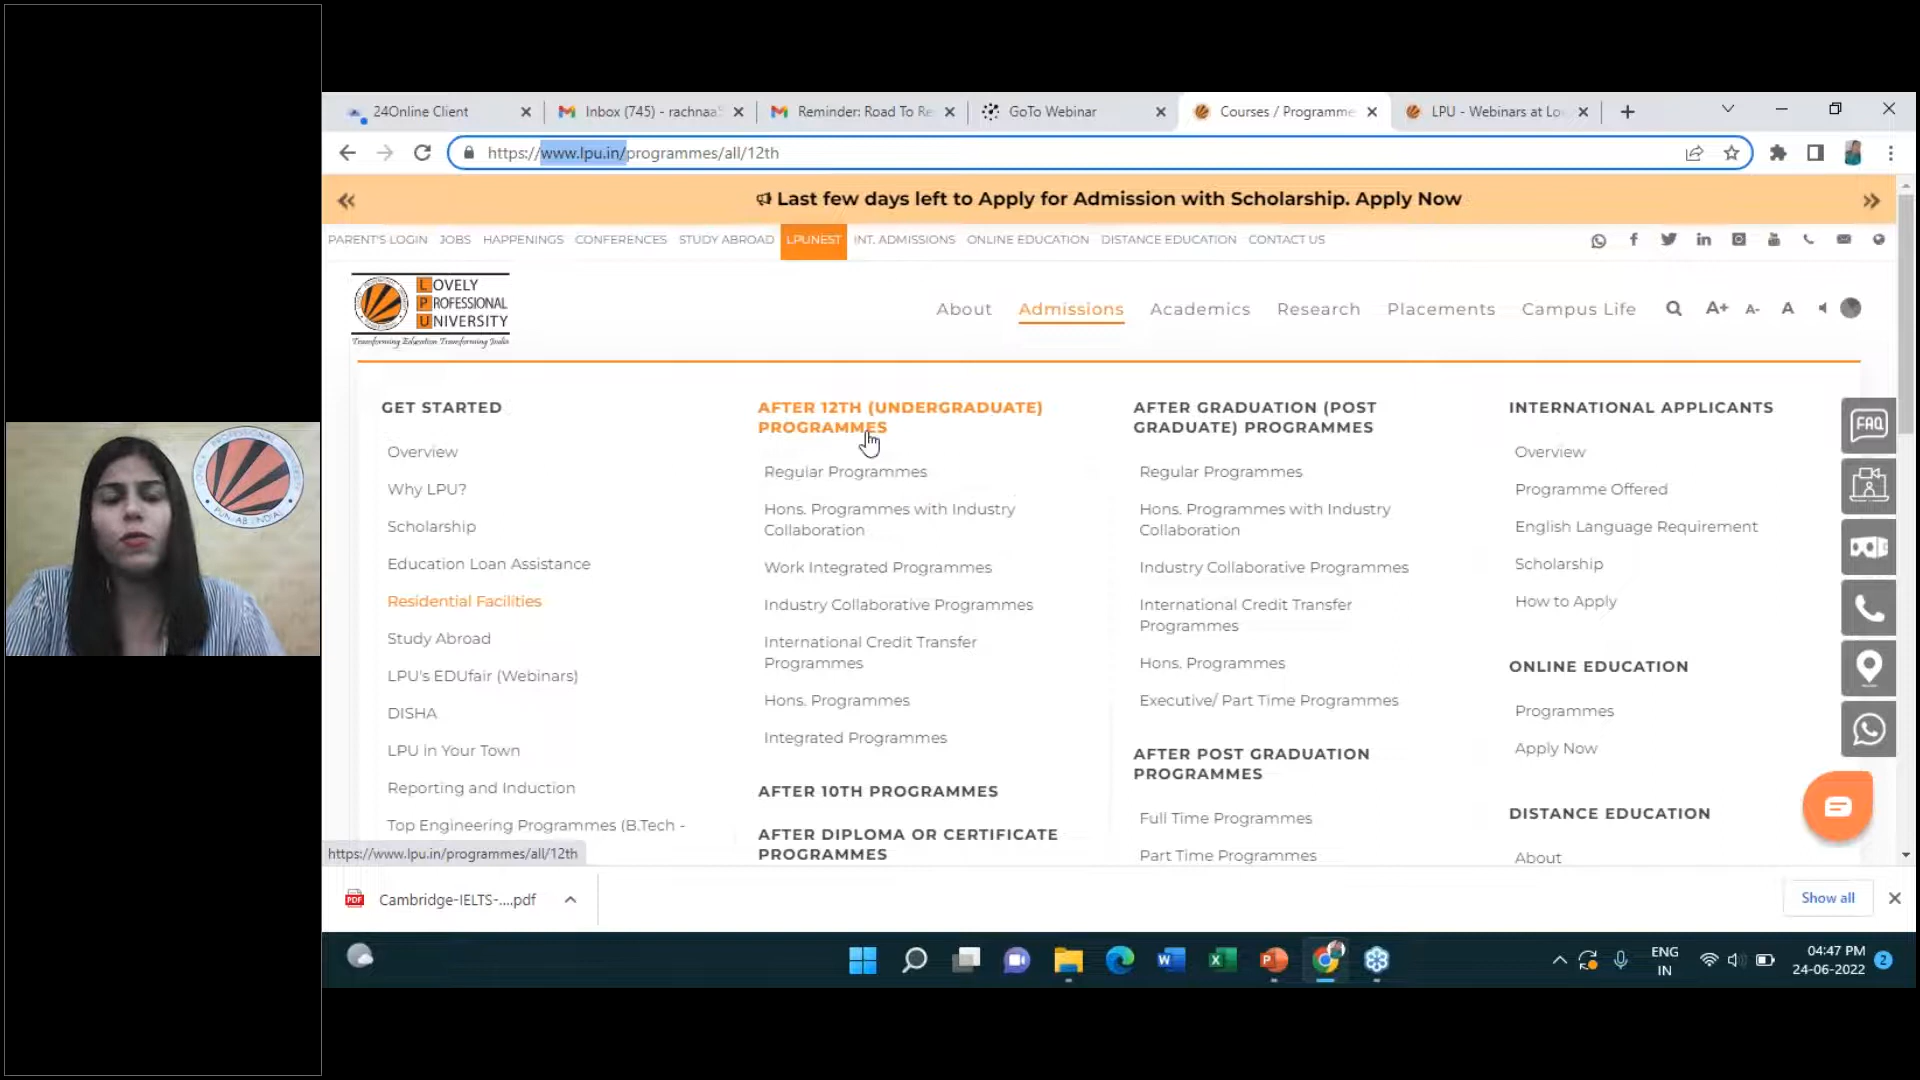 24Online Client
Inbox (745) - rachnaa
Reminder: Road To Re
GoTo Webinar
Courses / Programme
LPU - Webinars at Lo
https://www.lpu.in/programmes/all/12th
Last few days left to Apply for Admission with Scholarship. Apply Now
PARENT'S LOGIN JOBS HAPPENINGS CONFERENCES STUDY ABROAD LPUNEST INT. ADMISSIONS ONLINE EDUCATION DISTANCE EDUCATION CONTACT US
LOVELY
PROFESSIONAL
UNIVERSITY
Transforming Education Transforming India
About Admissions Academics Research Placements Campus Life A+ A- A
GET STARTED
Overview
Why LPU?
Scholarship
Education Loan Assistance
Residential Facilities
Study Abroad
LPU's EDUfair (Webinars)
DISHA
LPU in Your Town
Reporting and Induction
Top Engineering Programmes (B.Tech -
AFTER 12TH (UNDERGRADUATE)
PROGRAMMES
Regular Programmes
Hons. Programmes with Industry
Collaboration
Work Integrated Programmes
Industry Collaborative Programmes
International Credit Transfer
Programmes
Hons. Programmes
Integrated Programmes
AFTER 10TH PROGRAMMES
AFTER DIPLOMA OR CERTIFICATE
PROGRAMMES
AFTER GRADUATION (POST
GRADUATE) PROGRAMMES
Regular Programmes
Hons. Programmes with Industry
Collaboration
Industry Collaborative Programmes
International Credit Transfer
Programmes
Hons. Programmes
Executive/ Part Time Programmes
AFTER POST GRADUATION
PROGRAMMES
Full Time Programmes
Part Time Programmes
INTERNATIONAL APPLICANTS
Overview
Programme Offered
English Language Requirement
Scholarship
How to Apply
ONLINE EDUCATION
Programmes
Apply Now
DISTANCE EDUCATION
About
FAQ
https://www.lpu.in/programmes/all/12th
PDF
Cambridge-IELTS-....pdf
Show all
ENG
IN
04:47 PM
24-06-2022
2